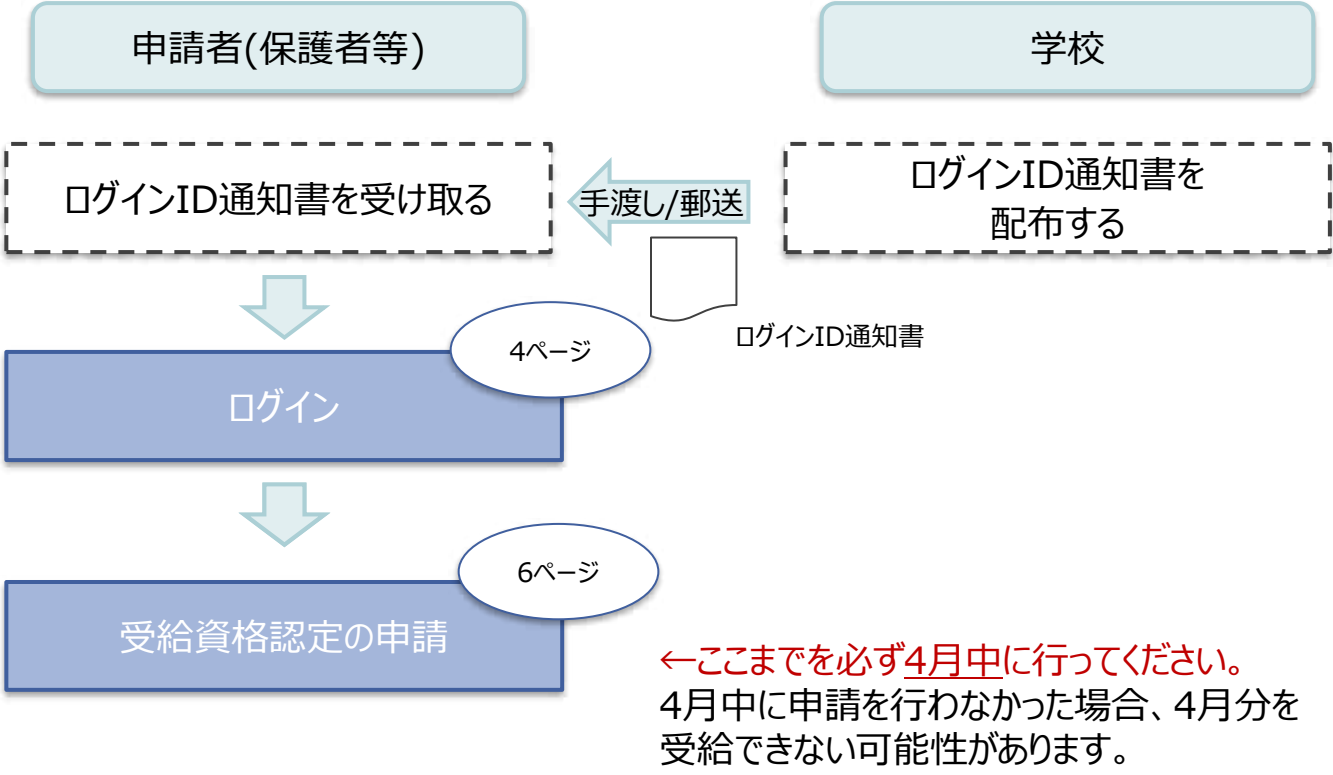 申請者(保護者等)
学校
ログインID通知書を受け取る
手渡し/郵送
ログインID通知書を
配布する
ログインID通知書
4ページ
ログイン
6ページ
受給資格認定の申請
←ここまでを必ず4月中に行ってください。
4月中に申請を行わなかった場合、4月分を
受給できない可能性があります。